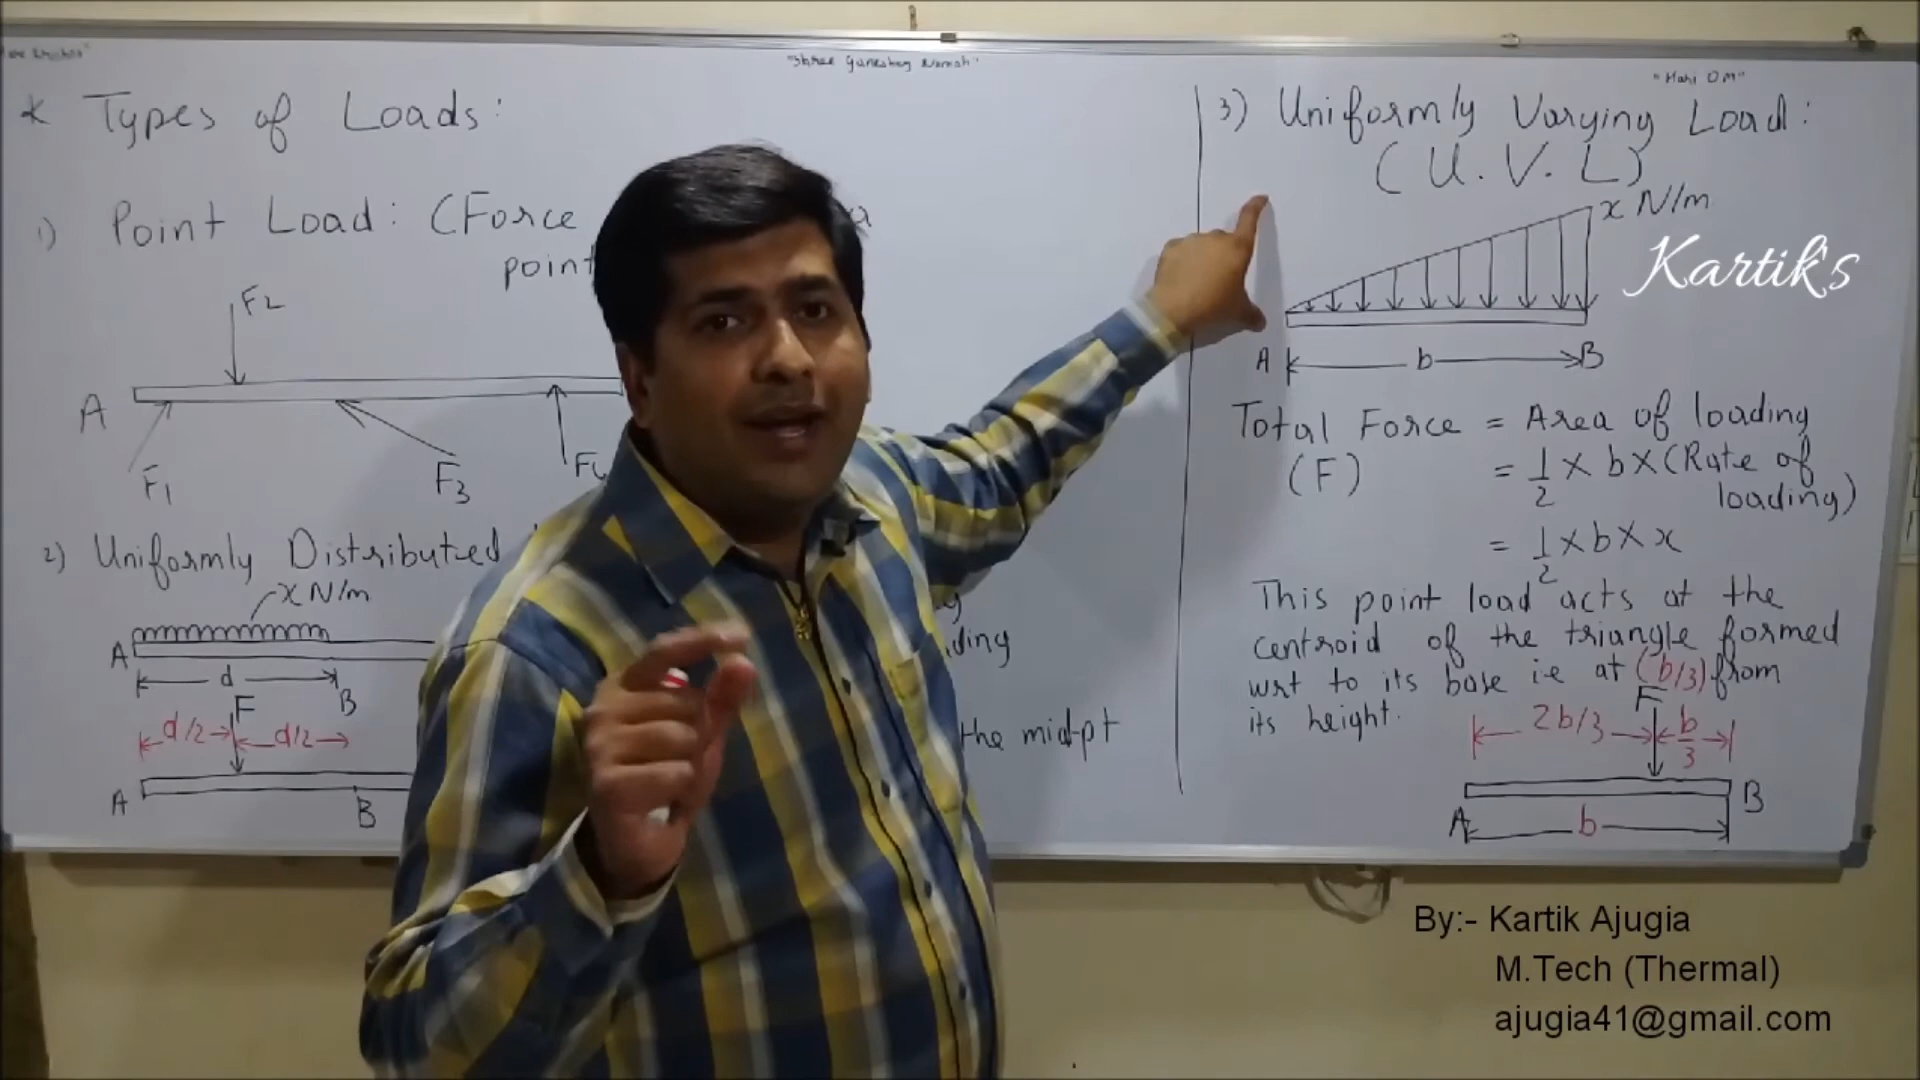 "Shree Ganeshay Namah"
"Hari OM"
* Types of Loads:
1) Point Load: (Force
point
F2
A
F1
F3
2) Uniformly Distributed
x N/m
A
d
B
F
d/2
d/2
A
B
the mid-pt
3) Uniformly Varying Load:
(U.V.L)
x N/m
Kartik's
A
b
B
Total Force = Area of loading
(F)
= 1/2 X b X (Rate of
loading)
= 1/2 X b X x
This point load acts at the
centroid of the triangle formed
wrt to its base i.e at (b/3) from
its height.
F
2b/3
b/3
A
B
b
By:- Kartik Ajugia
M.Tech (Thermal)
ajugia41@gmail.com